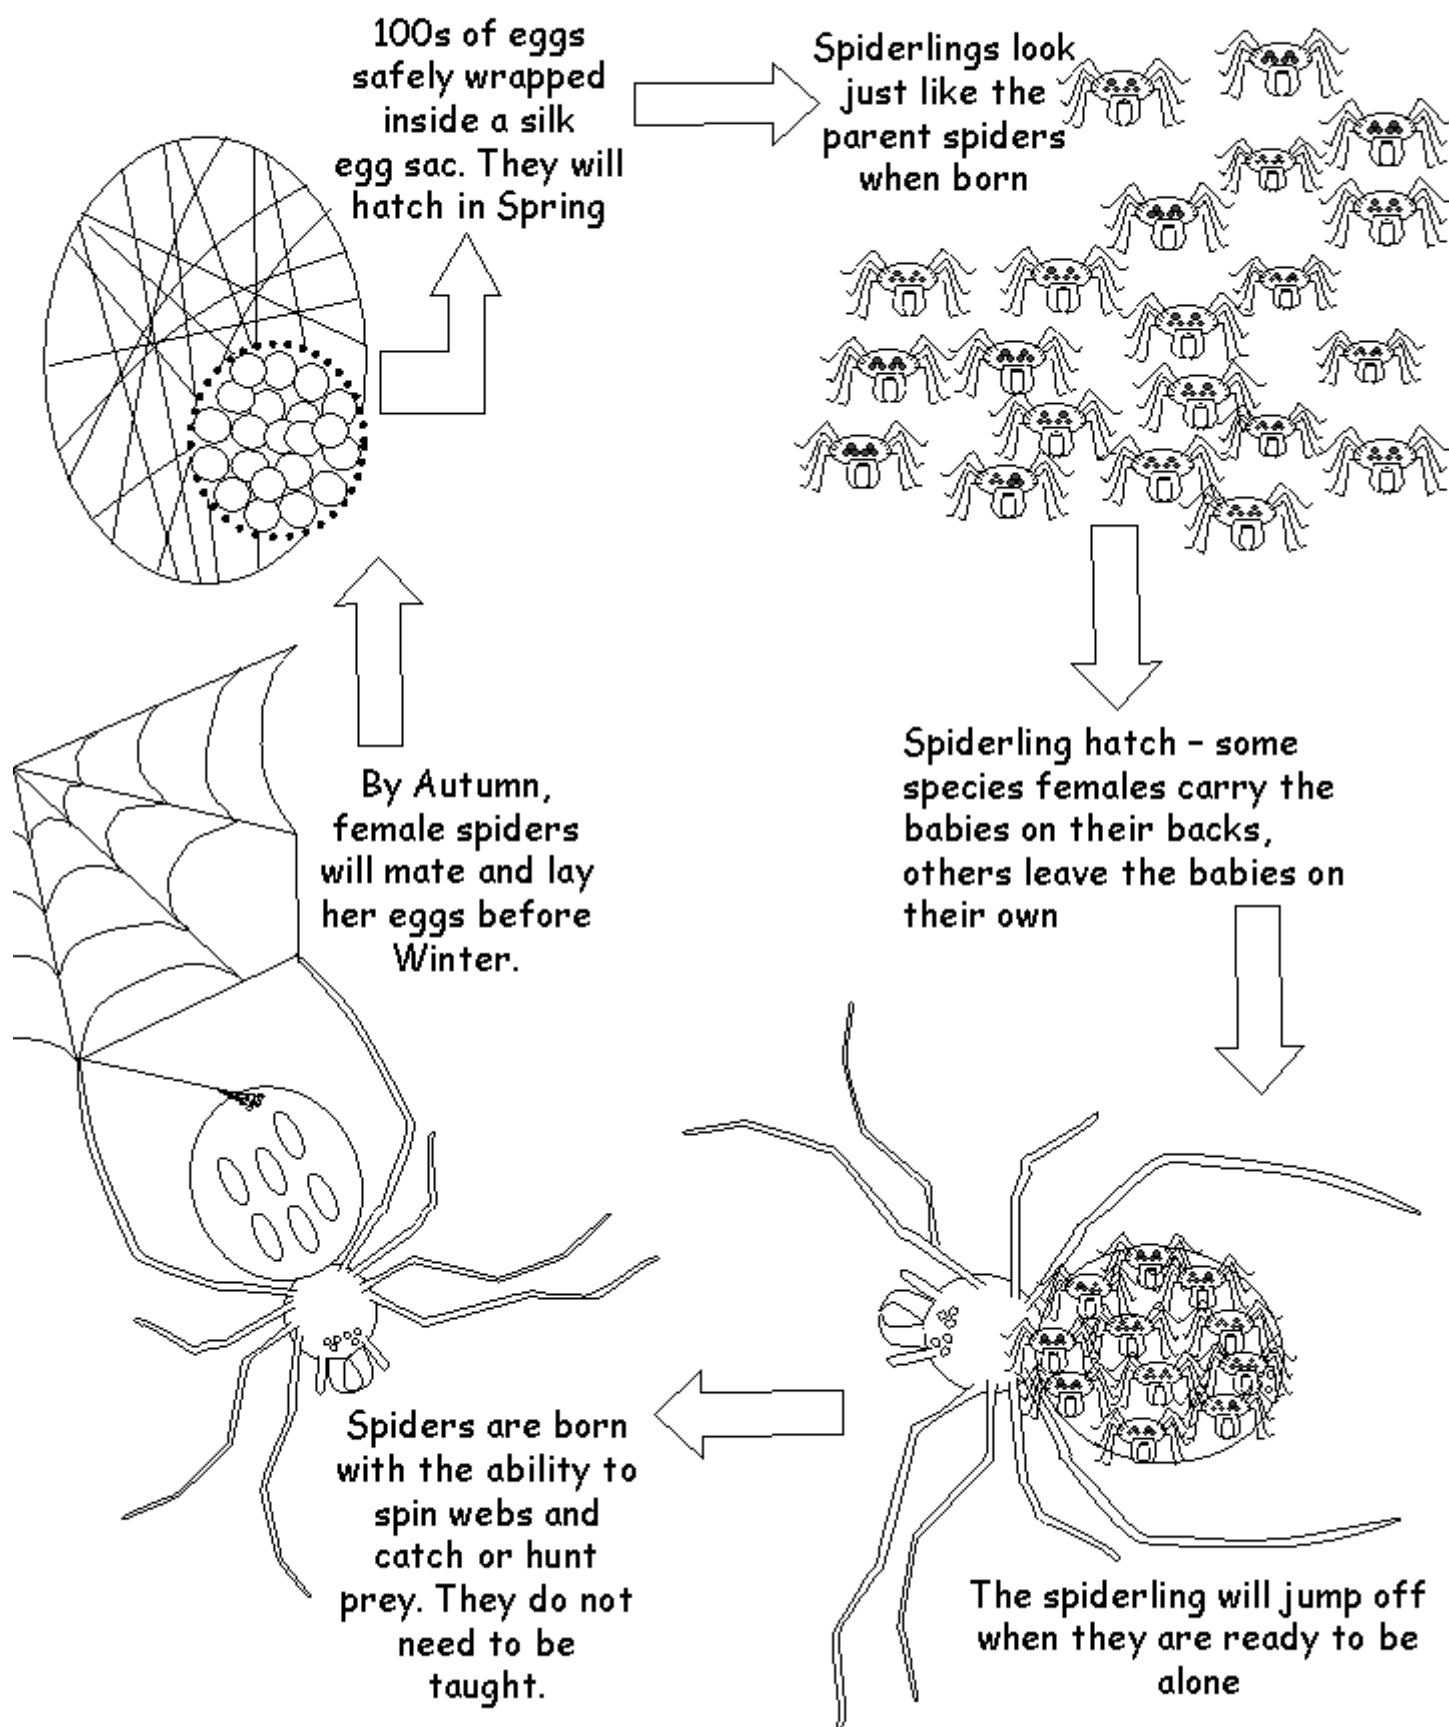 100s of eggs
safely wrapped
inside a silk
egg sac. They will
hatch in Spring
Spiderlings look
just like the
parent spiders
when born
Spiderling hatch – some
species females carry the
babies on their backs,
others leave the babies on
their own
The spiderling will jump off
when they are ready to be
alone
Spiders are born
with the ability to
spin webs and
catch or hunt
prey. They do not
need to be
taught.
By Autumn,
female spiders
will mate and lay
her eggs before
Winter.